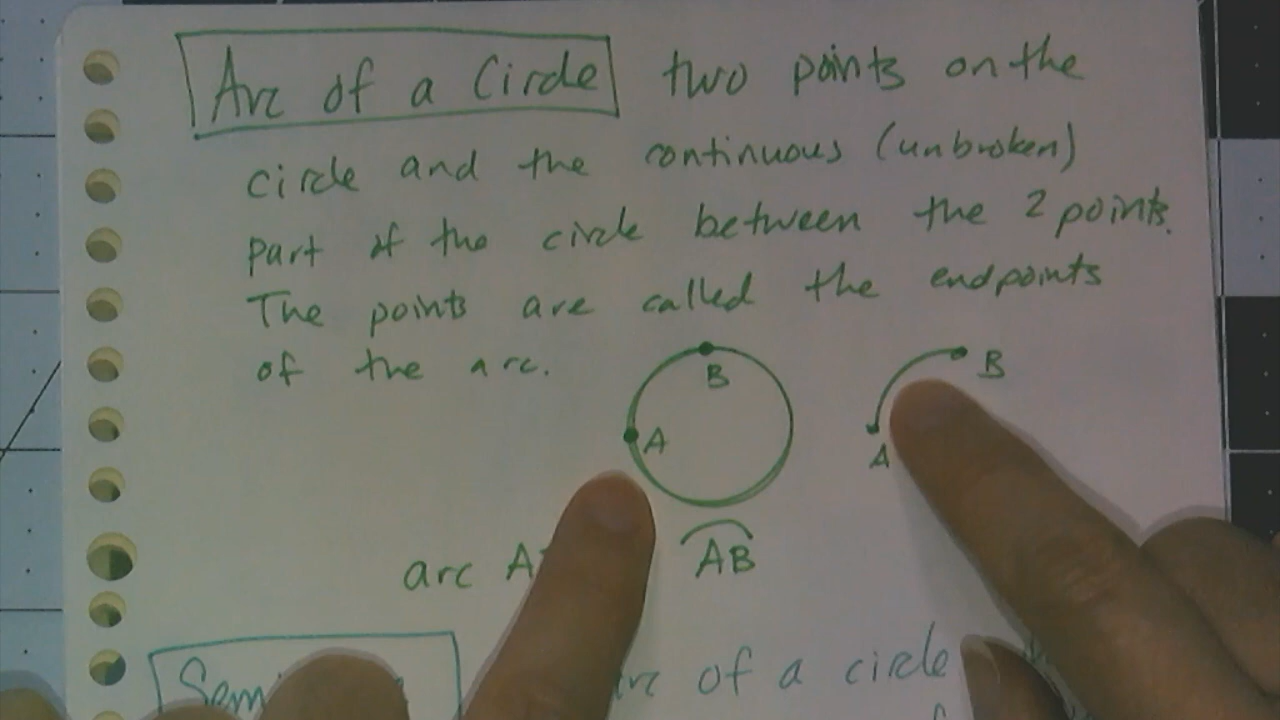 Arc of a Circle two points on the
circle and the continuous (unbroken)
part of the circle between the 2 points.
The points are called the endpoints
of the arc.
B
B
A
A
arc A
AB
arc of a circle